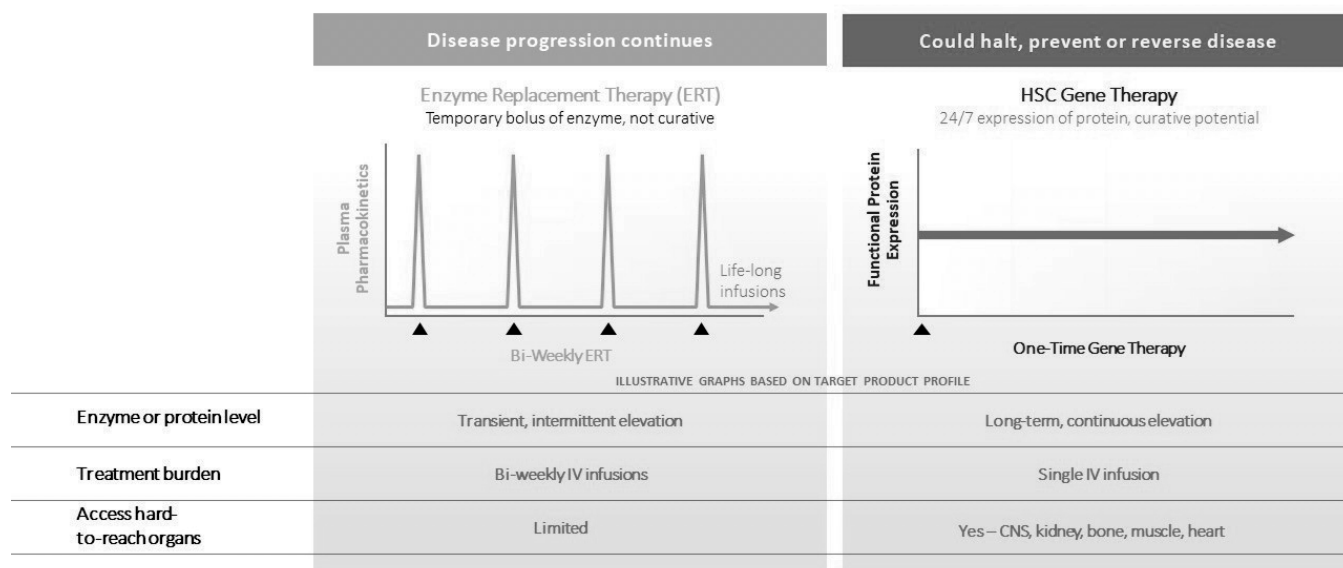 Disease progression continues
Could halt, prevent or reverse disease
Enzyme Replacement Therapy (ERT)
Temporary bolus of enzyme, not curative
HSC Gene Therapy
24/7 expression of protein, curative potential
Plasma
Pharmacokinetics
Life-long
infusions
Bi-Weekly ERT
Functional Protein
Expression
One-Time Gene Therapy
ILLUSTRATIVE GRAPHS BASED ON TARGET PRODUCT PROFILE
Enzyme or protein level
Transient, intermittent elevation
Long-term, continuous elevation
Treatment burden
Bi-weekly IV infusions
Single IV infusion
Access hard-
to-reach organs
Limited
Yes – CNS, kidney, bone, muscle, heart